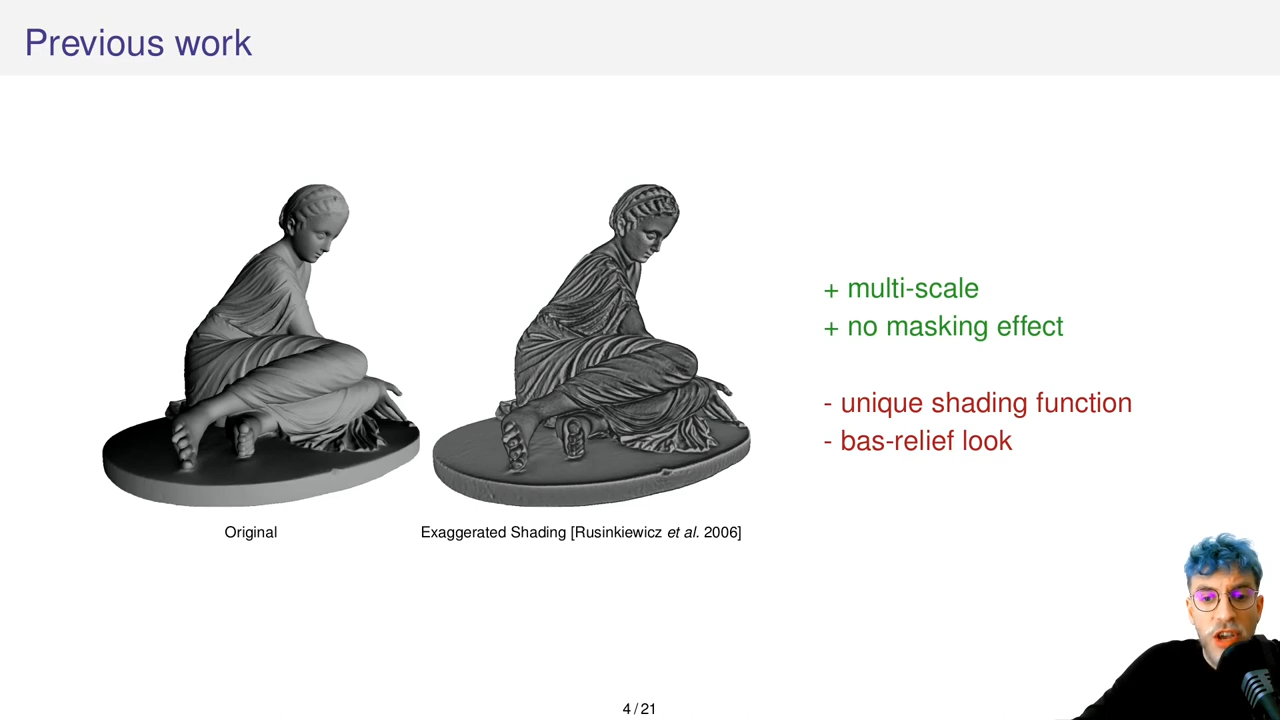 Previous work
+ multi-scale
+ no masking effect
- unique shading function
- bas-relief look
Original
Exaggerated Shading [Rusinkiewicz et al. 2006]
4 / 21